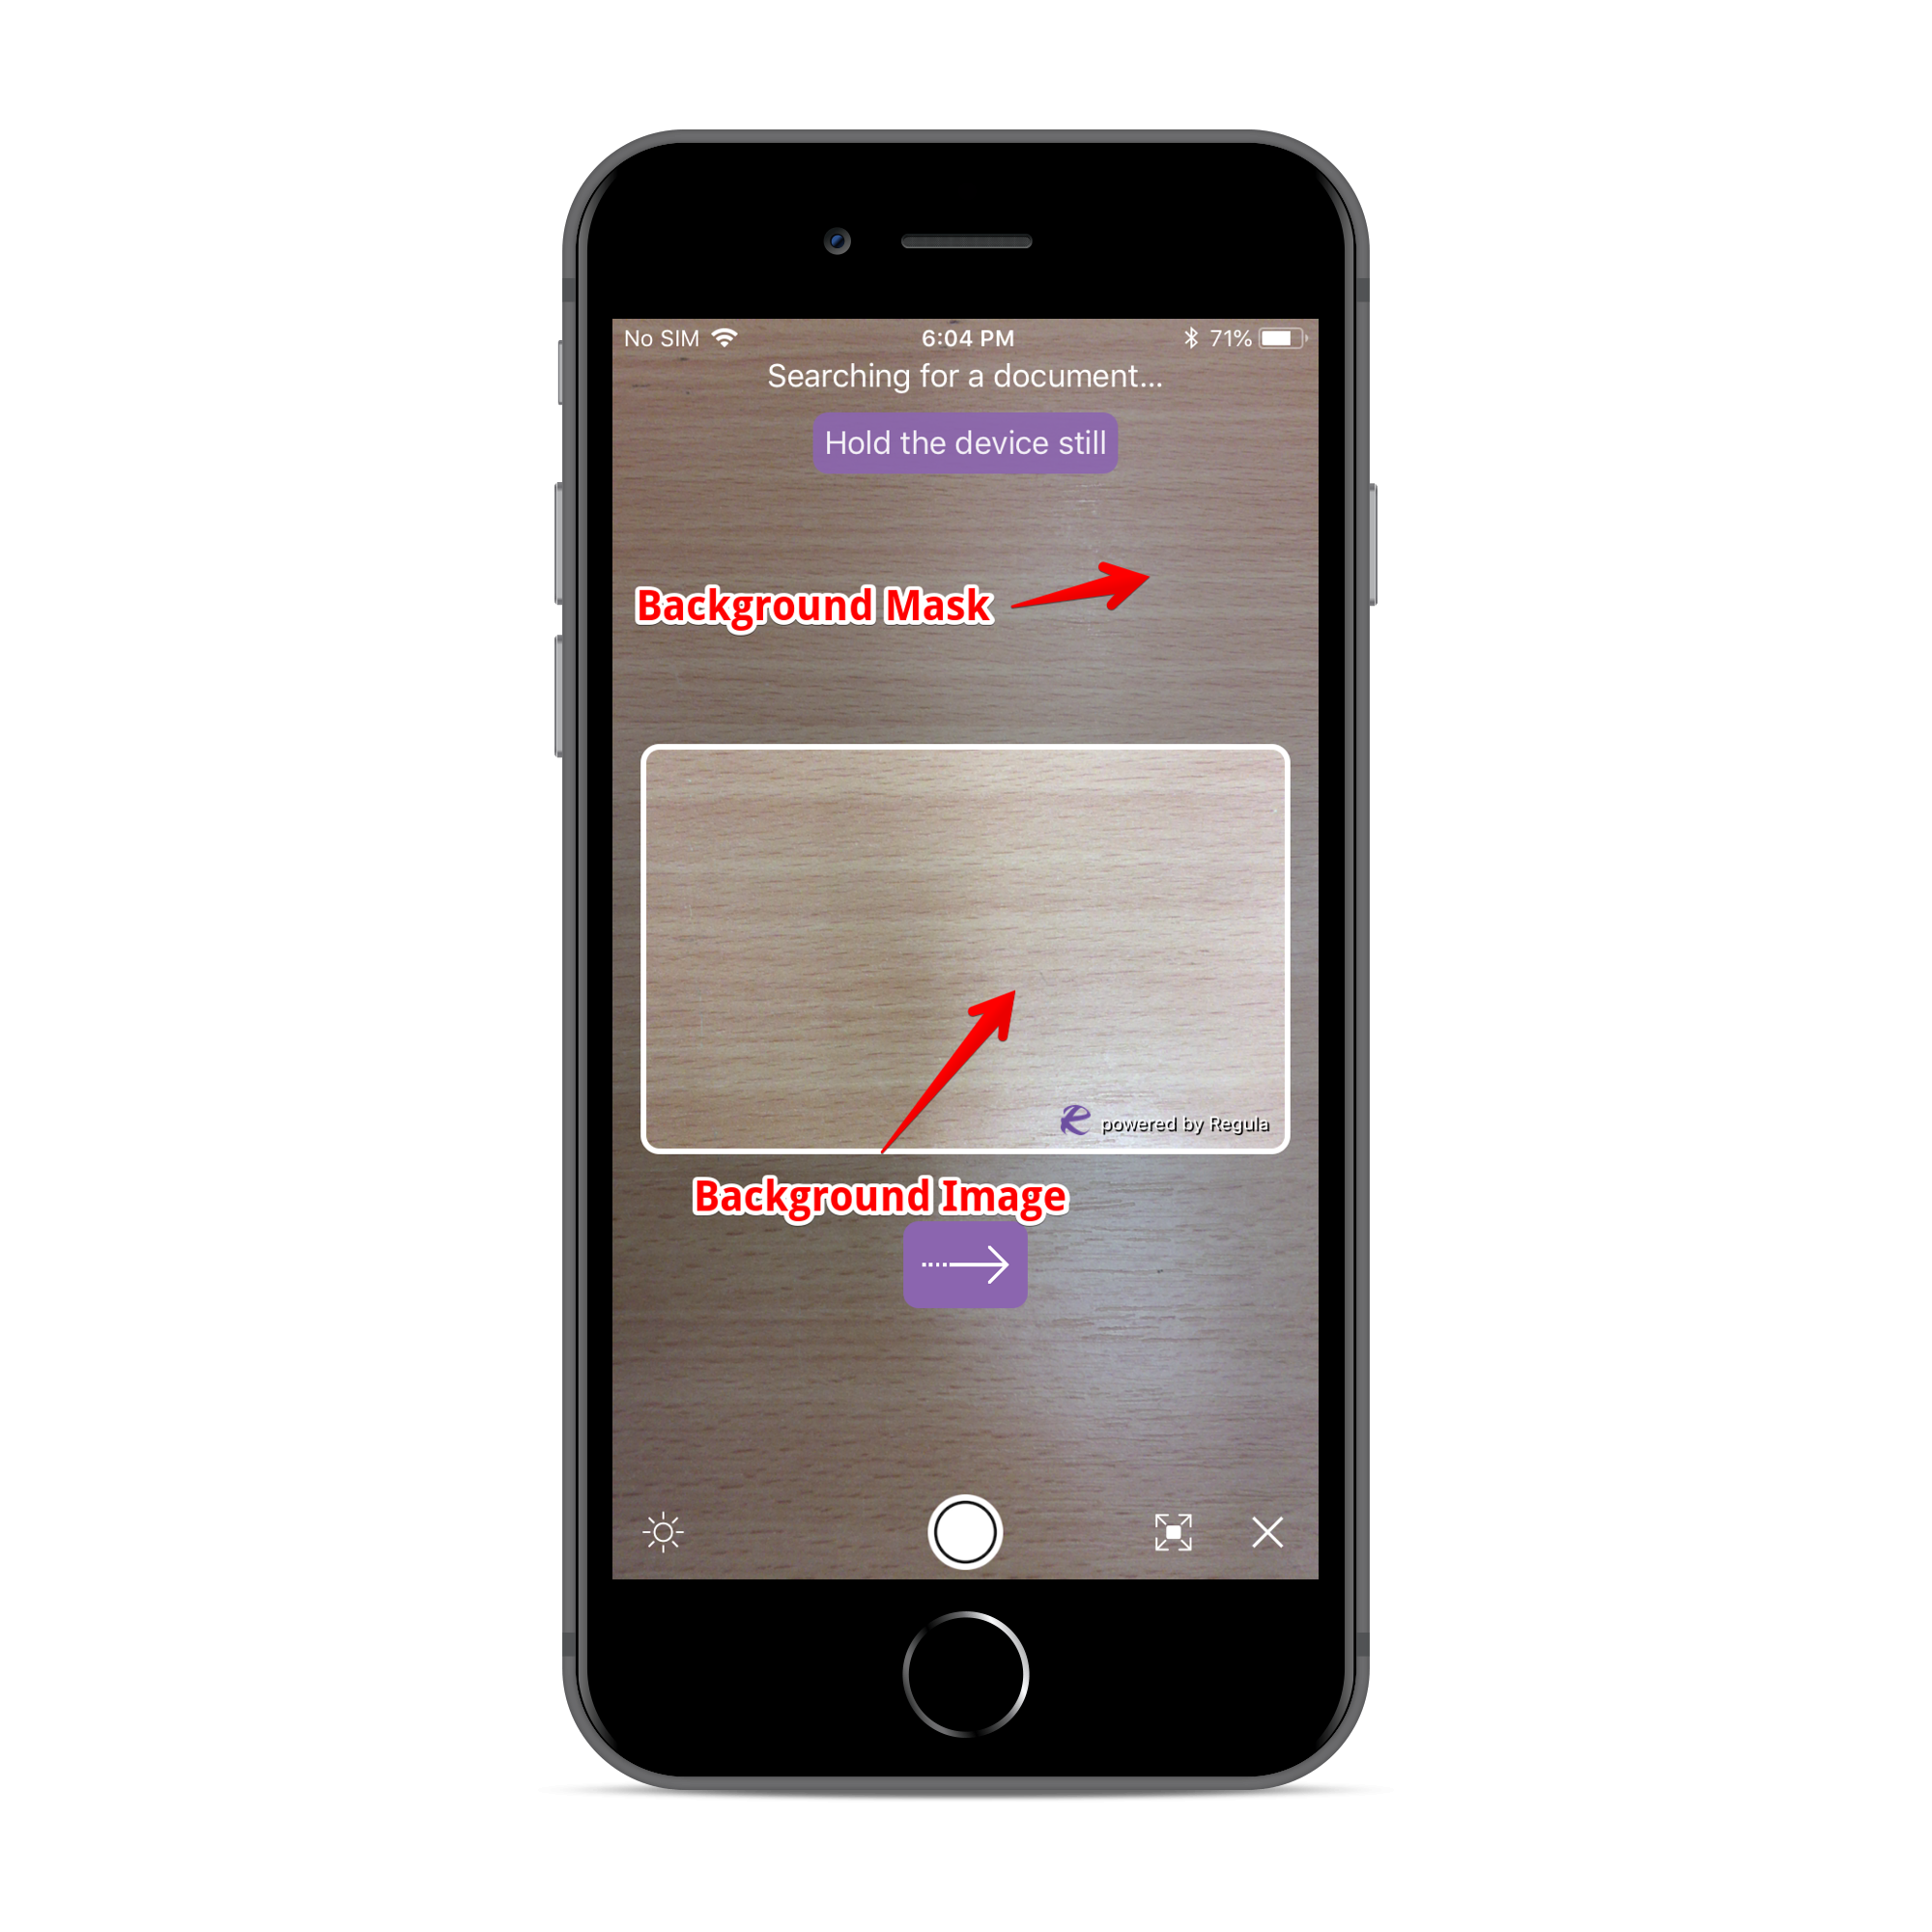 No SIM 6:04 PM 71%
Searching for a document...
Hold the device still
Background Mask
powered by Regula
Background Image